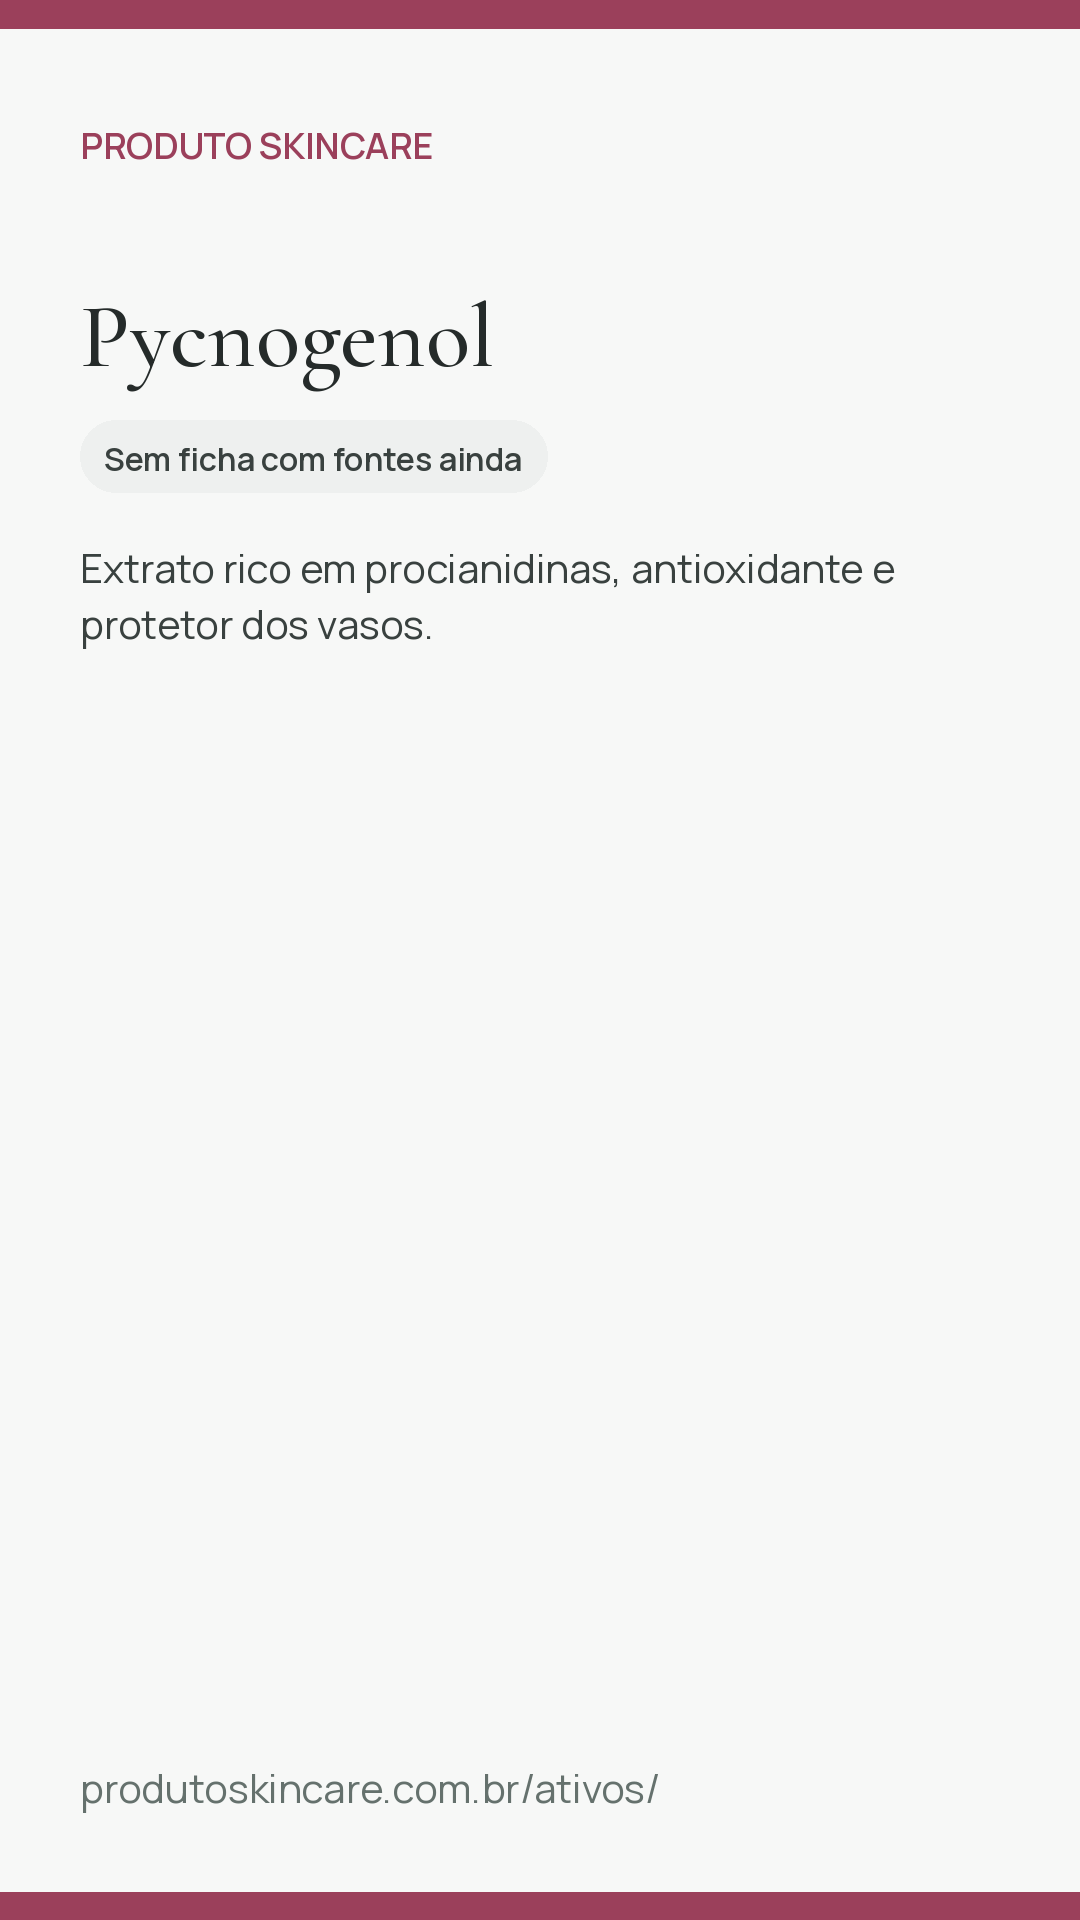 PRODUTO SKINCARE
Pycnogenol
Sem ficha com fontes ainda
Extrato rico em procianidinas, antioxidante e
protetor dos vasos.
produtoskincare.com.br/ativos/